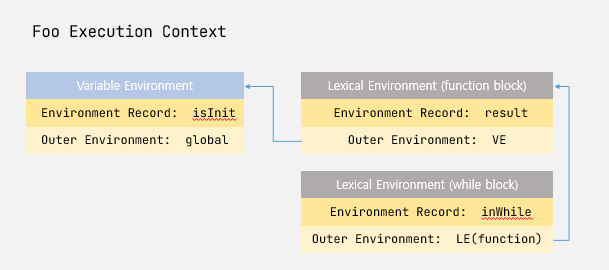 Foo Execution Context
Variable Environment
Environment Record: isInit
Outer Environment: global
Lexical Environment (function block)
Environment Record: result
Outer Environment: VE
Lexical Environment (while block)
Environment Record: inWhile
Outer Environment: LE(function)